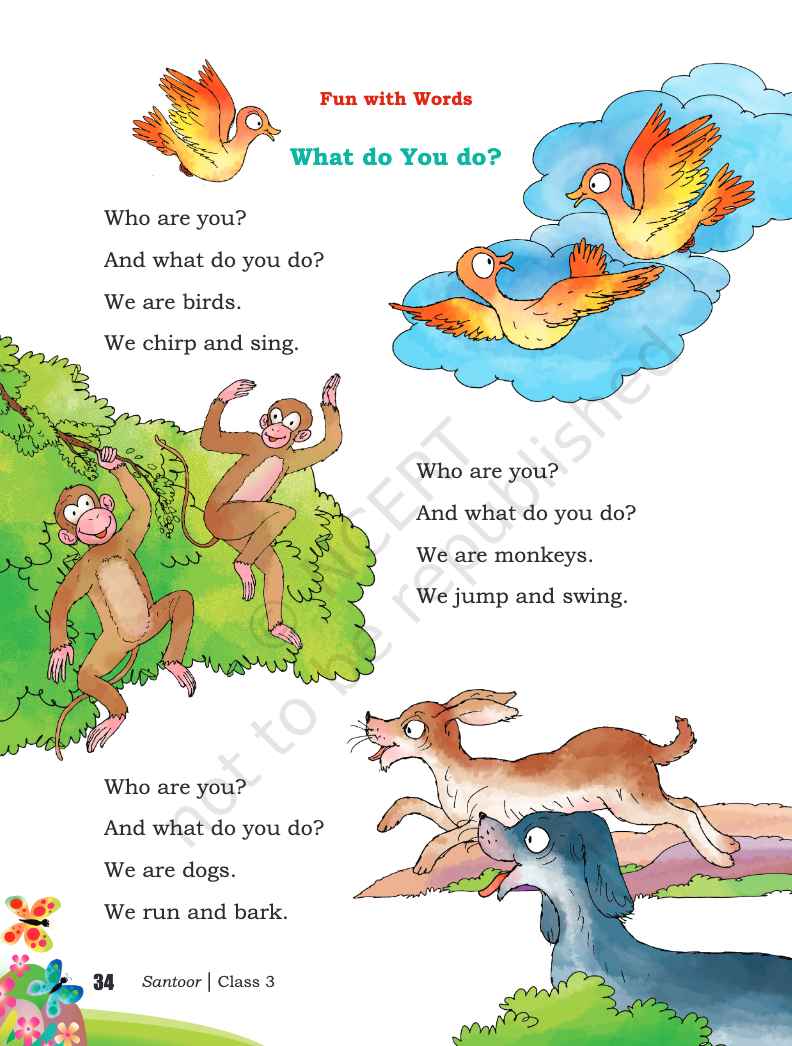 Fun with Words
What do You do?
Who are you?
And what do you do?
We are birds.
We chirp and sing.
Who are you?
And what do you do?
We are monkeys.
We jump and swing.
Who are you?
And what do you do?
We are dogs.
We run and bark.
© NCERT
not to be republished
34 Santoor | Class 3